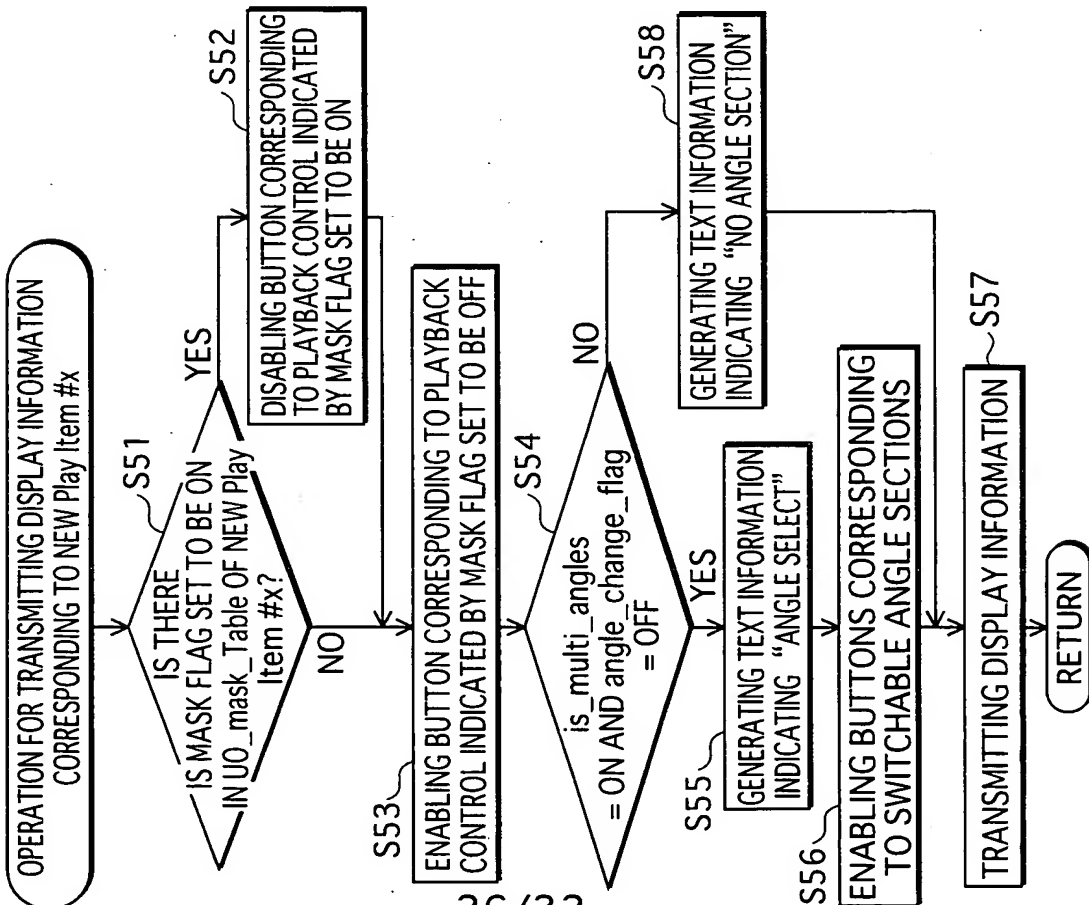 OPERATION FOR TRANSMITTING DISPLAY INFORMATION
CORRESPONDING TO NEW Play Item #x
S51
IS THERE
IS MASK FLAG SET TO BE ON
IN UO_mask_Table OF NEW Play
Item #x?
YES
NO
S52
DISABLING BUTTON CORRESPONDING
TO PLAYBACK CONTROL INDICATED
BY MASK FLAG SET TO BE ON
S53
ENABLING BUTTON CORRESPONDING TO PLAYBACK
CONTROL INDICATED BY MASK FLAG SET TO BE OFF
S54
is_multi_angles
= ON AND angle_change_flag
= OFF
NO
YES
S58
GENERATING TEXT INFORMATION
INDICATING "NO ANGLE SECTION"
S55
GENERATING TEXT INFORMATION
INDICATING "ANGLE SELECT"
S56
ENABLING BUTTONS CORRESPONDING
TO SWITCHABLE ANGLE SECTIONS
S57
TRANSMITTING DISPLAY INFORMATION
RETURN